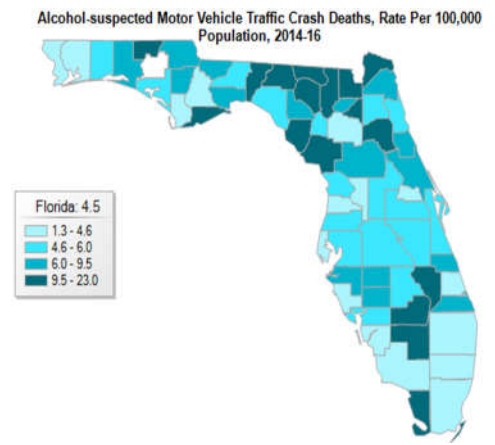 Alcohol-suspected Motor Vehicle Traffic Crash Deaths, Rate Per 100,000
Population, 2014-16
Florida: 4.5
1.3 - 4.6
4.6 - 6.0
6.0 - 9.5
9.5 - 23.0